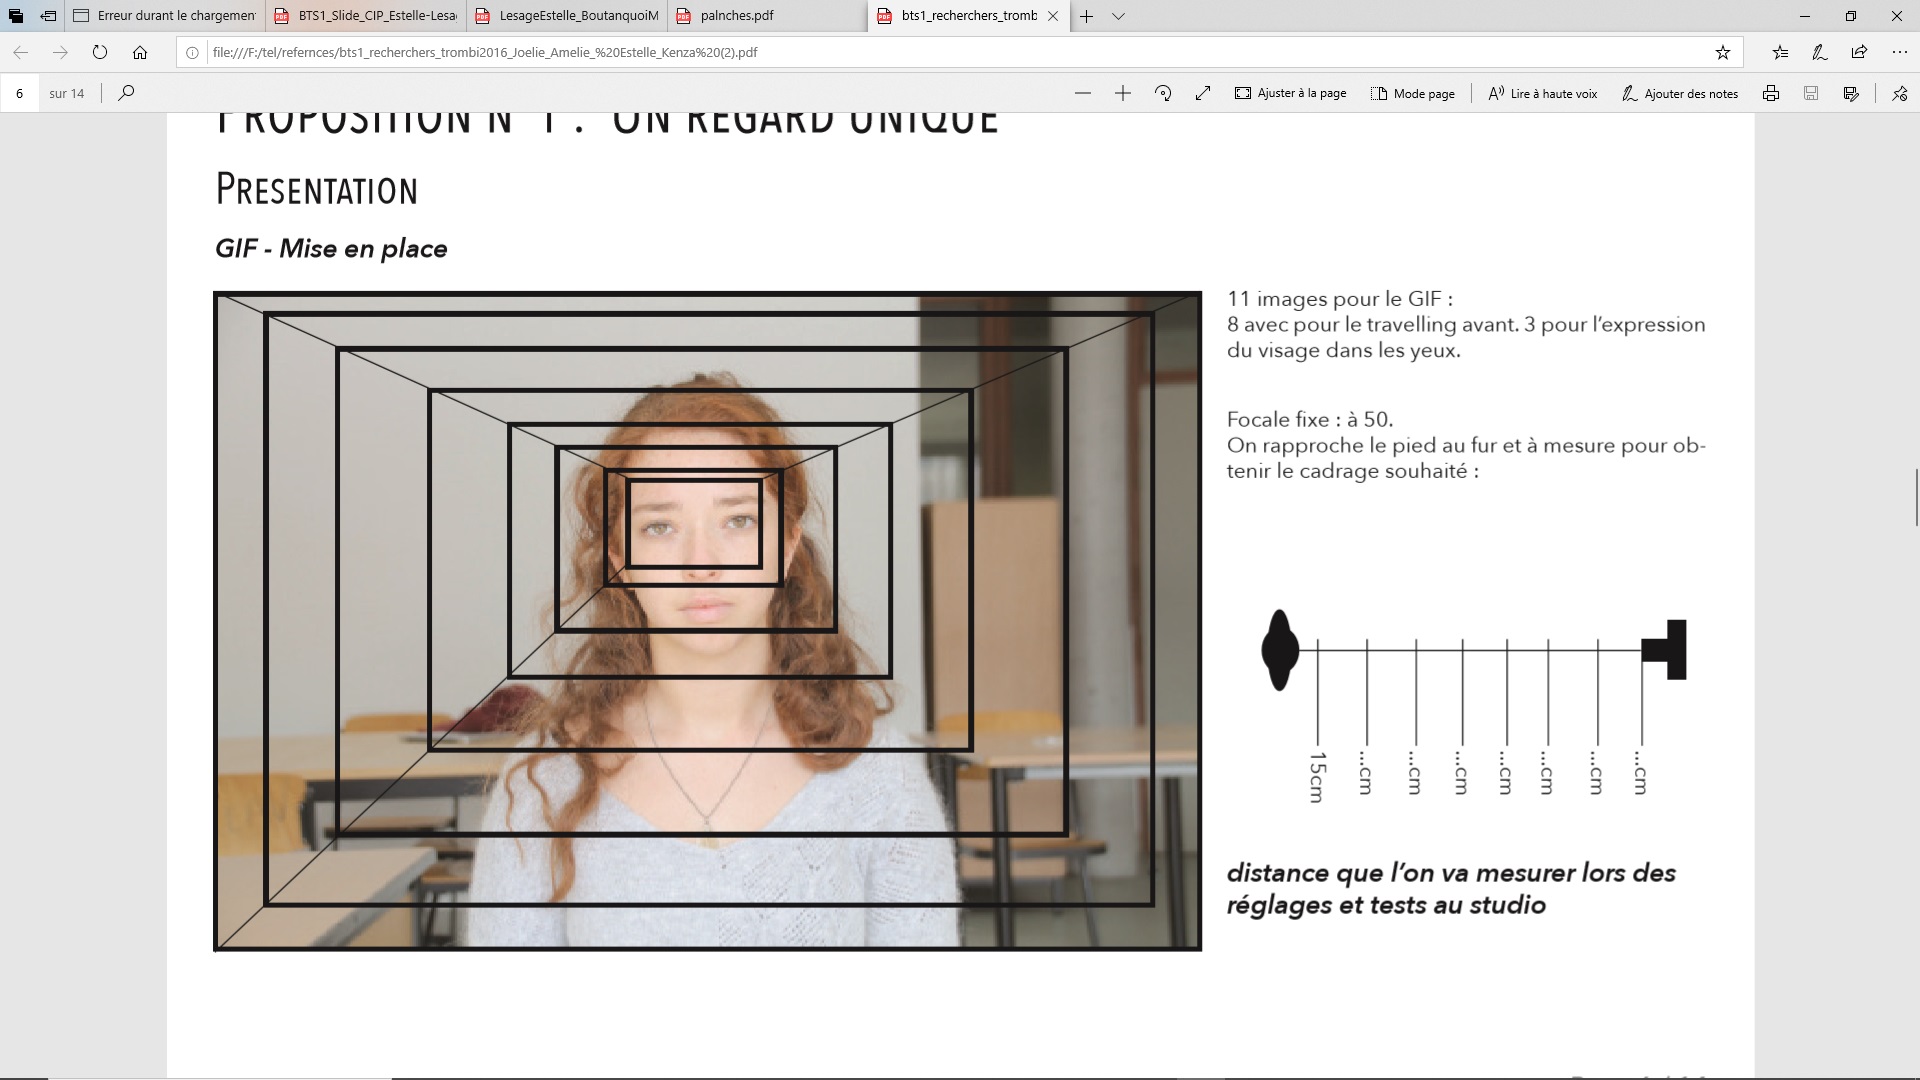 Erreur durant le chargement
BTS1_Slide_CIP_Estelle-Lesa
LesageEstelle_BoutanquoiM
palnches.pdf
bts1_recherchers_tromb
file:///F:/tel/refernces/bts1_recherchers_trombi2016_Joelie_Amelie_%20Estelle_Kenza%20(2).pdf
6 sur 14
Ajuster à la page
Mode page
Lire à haute voix
Ajouter des notes
PROPOSITION N°1 : UN REGARD UNIQUE
PRESENTATION
GIF - Mise en place
11 images pour le GIF :
8 avec pour le travelling avant. 3 pour l’expression
du visage dans les yeux.
Focale fixe : à 50.
On rapproche le pied au fur et à mesure pour ob-
tenir le cadrage souhaité :
15cm
...cm
...cm
...cm
...cm
...cm
...cm
...cm
distance que l’on va mesurer lors des
réglages et tests au studio